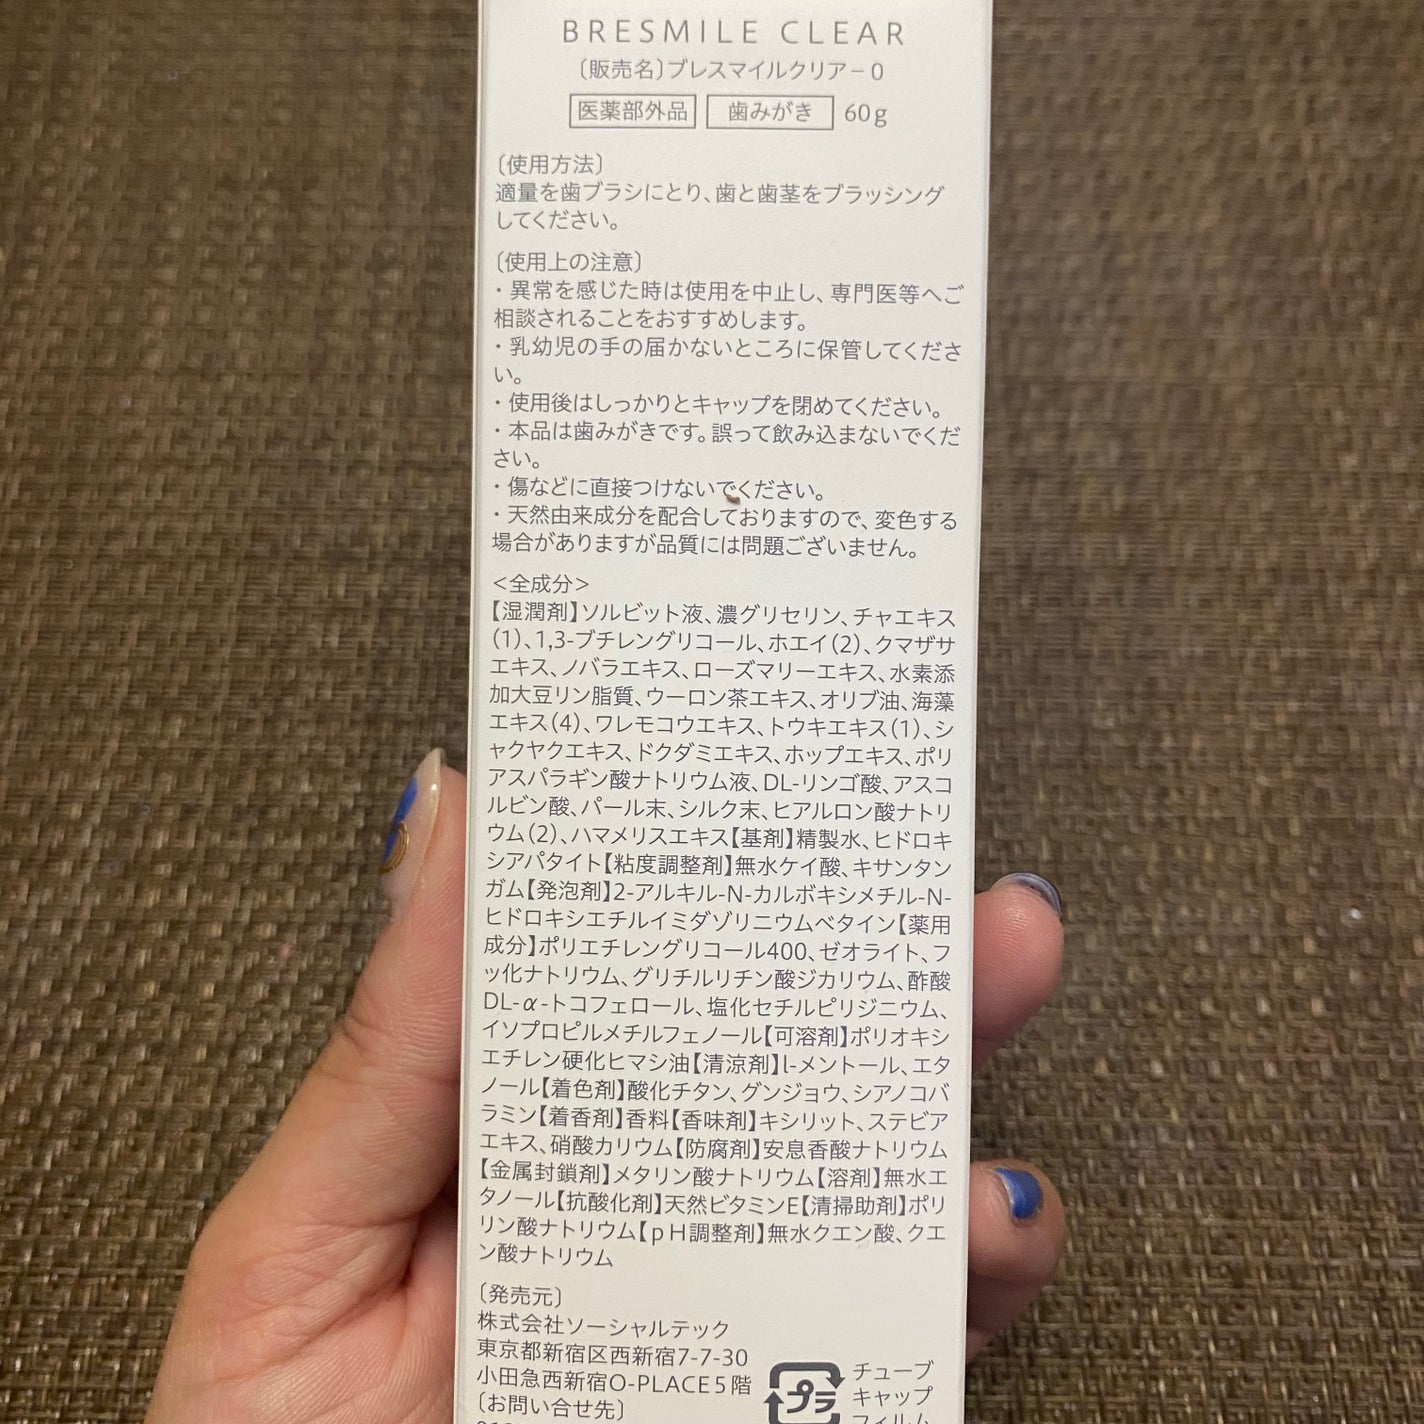 BRESMILE CLEAR
〔販売名〕ブレスマイルクリアー0
医薬部外品 歯みがき 60g
〔使用方法〕
適量を歯ブラシにとり、歯と歯茎をブラッシング
してください。
〔使用上の注意〕
・異常を感じた時は使用を中止し、専門医等へご
相談されることをおすすめします。
・乳幼児の手の届かないところに保管してくださ
い。
・使用後はしっかりとキャップを閉めてください。
・本品は歯みがきです。誤って飲み込まないでくだ
さい。
・傷などに直接つけないでください。
・天然由来成分を配合しておりますので、変色する
場合がありますが品質には問題ございません。
<全成分>
【湿潤剤】ソルビット液、濃グリセリン、チャエキス
(1)、1,3-ブチレングリコール、ホエイ(2)、クマザサ
エキス、ノバラエキス、ローズマリーエキス、水素添
加大豆リン脂質、ウーロン茶エキス、オリブ油、海藻
エキス(4)、ワレモコウエキス、トウキエキス(1)、シ
ャクヤクエキス、ドクダミエキス、ホップエキス、ポリ
アスパラギン酸ナトリウム液、DL-リンゴ酸、アスコ
ルビン酸、パール末、シルク末、ヒアルロン酸ナトリ
ウム(2)、ハマメリスエキス【基剤】精製水、ヒドロキ
シアパタイト【粘度調整剤】無水ケイ酸、キサンタン
ガム【発泡剤】2-アルキル-N-カルボキシメチル-N-
ヒドロキシエチルイミダゾリニウムベタイン【薬用
成分】ポリエチレングリコール400、ゼオライト、フ
ッ化ナトリウム、グリチルリチン酸ジカリウム、酢酸
DL-α-トコフェロール、塩化セチルピリジニウム、
イソプロピルメチルフェノール【可溶剤】ポリオキシ
エチレン硬化ヒマシ油【清涼剤】l-メントール、エタ
ノール【着色剤】酸化チタン、グンジョウ、シアノコバ
ラミン【着香剤】香料【香味剤】キシリット、ステビア
エキス、硝酸カリウム【防腐剤】安息香酸ナトリウム
【金属封鎖剤】メタリン酸ナトリウム【溶剤】無水エ
タノール【抗酸化剤】天然ビタミンE【清掃助剤】ポリ
リン酸ナトリウム【pH調整剤】無水クエン酸、クエ
ン酸ナトリウム
〔発売元〕
株式会社ソーシャルテック
東京都新宿区西新宿7-7-30
小田急西新宿O-PLACE5階
〔お問い合せ先〕
プラ
チューブ
キャップ
フィルム